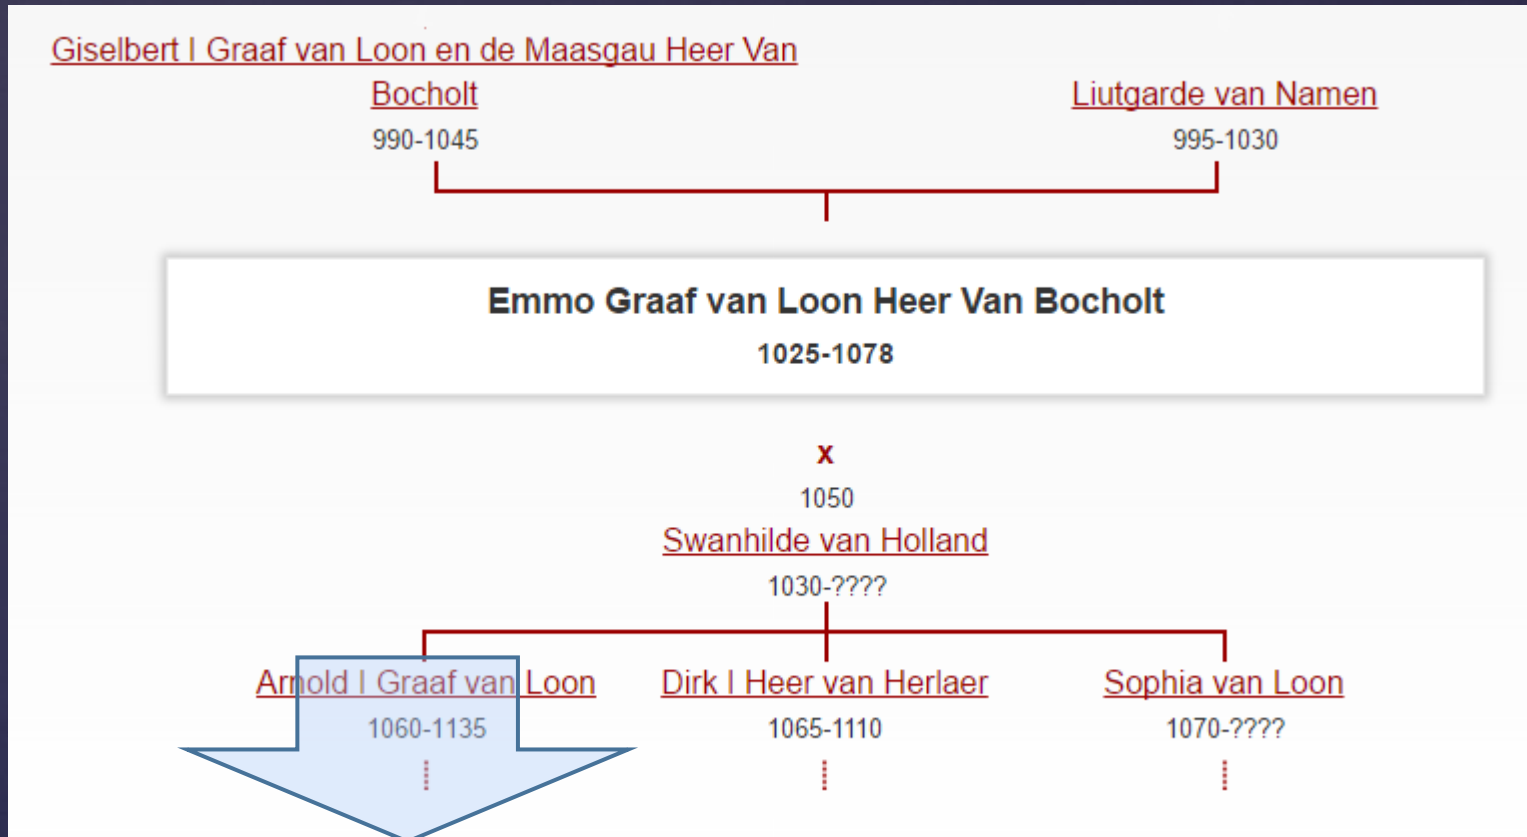 Giselbert I Graaf van Loon en de Maasgau Heer Van
Bocholt
990-1045
Liutgarde van Namen
995-1030
Emmo Graaf van Loon Heer Van Bocholt
1025-1078
x
1050
Swanhilde van Holland
1030-????
Arnold I Graaf van Loon
1060-1135
Dirk I Heer van Herlaer
1065-1110
Sophia van Loon
1070-????